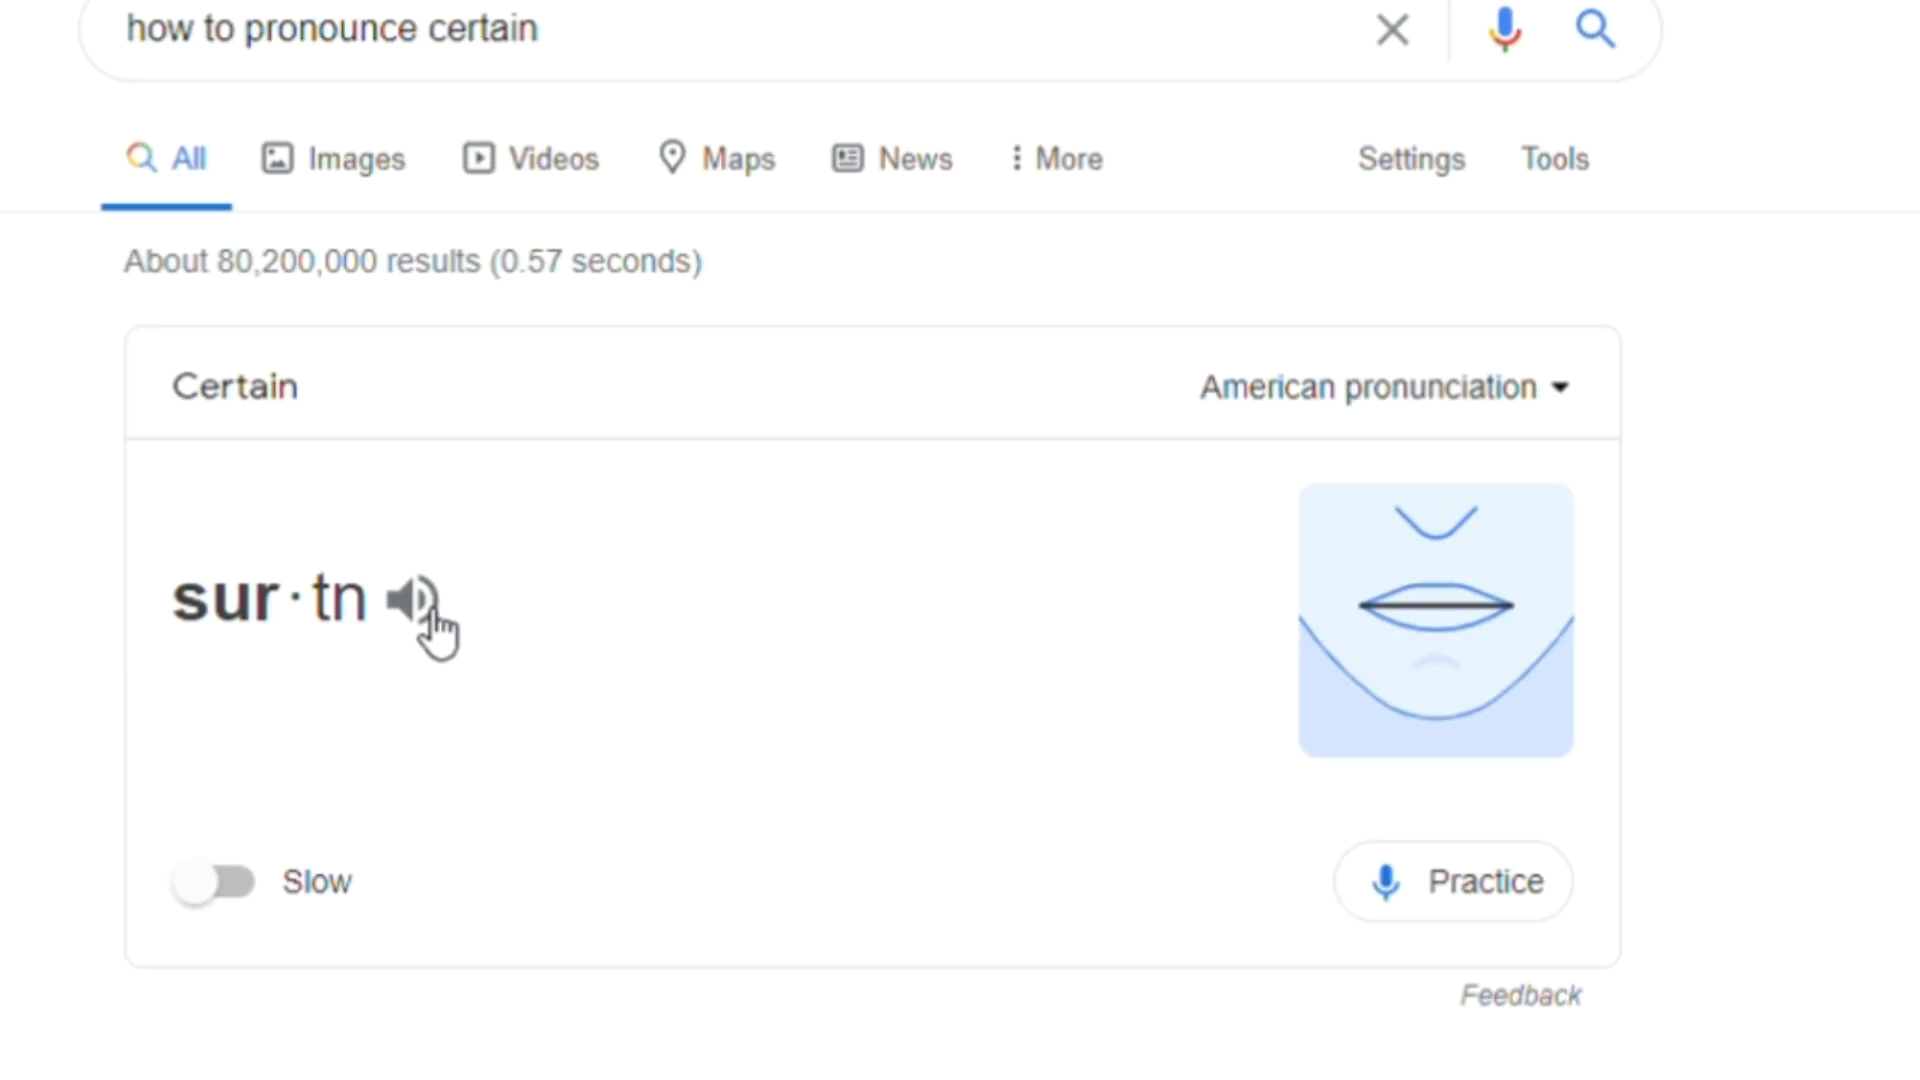 how to pronounce certain
All Images Videos Maps News More Settings Tools
About 80,200,000 results (0.57 seconds)
Certain American pronunciation
sur·tn
Slow Practice
Feedback